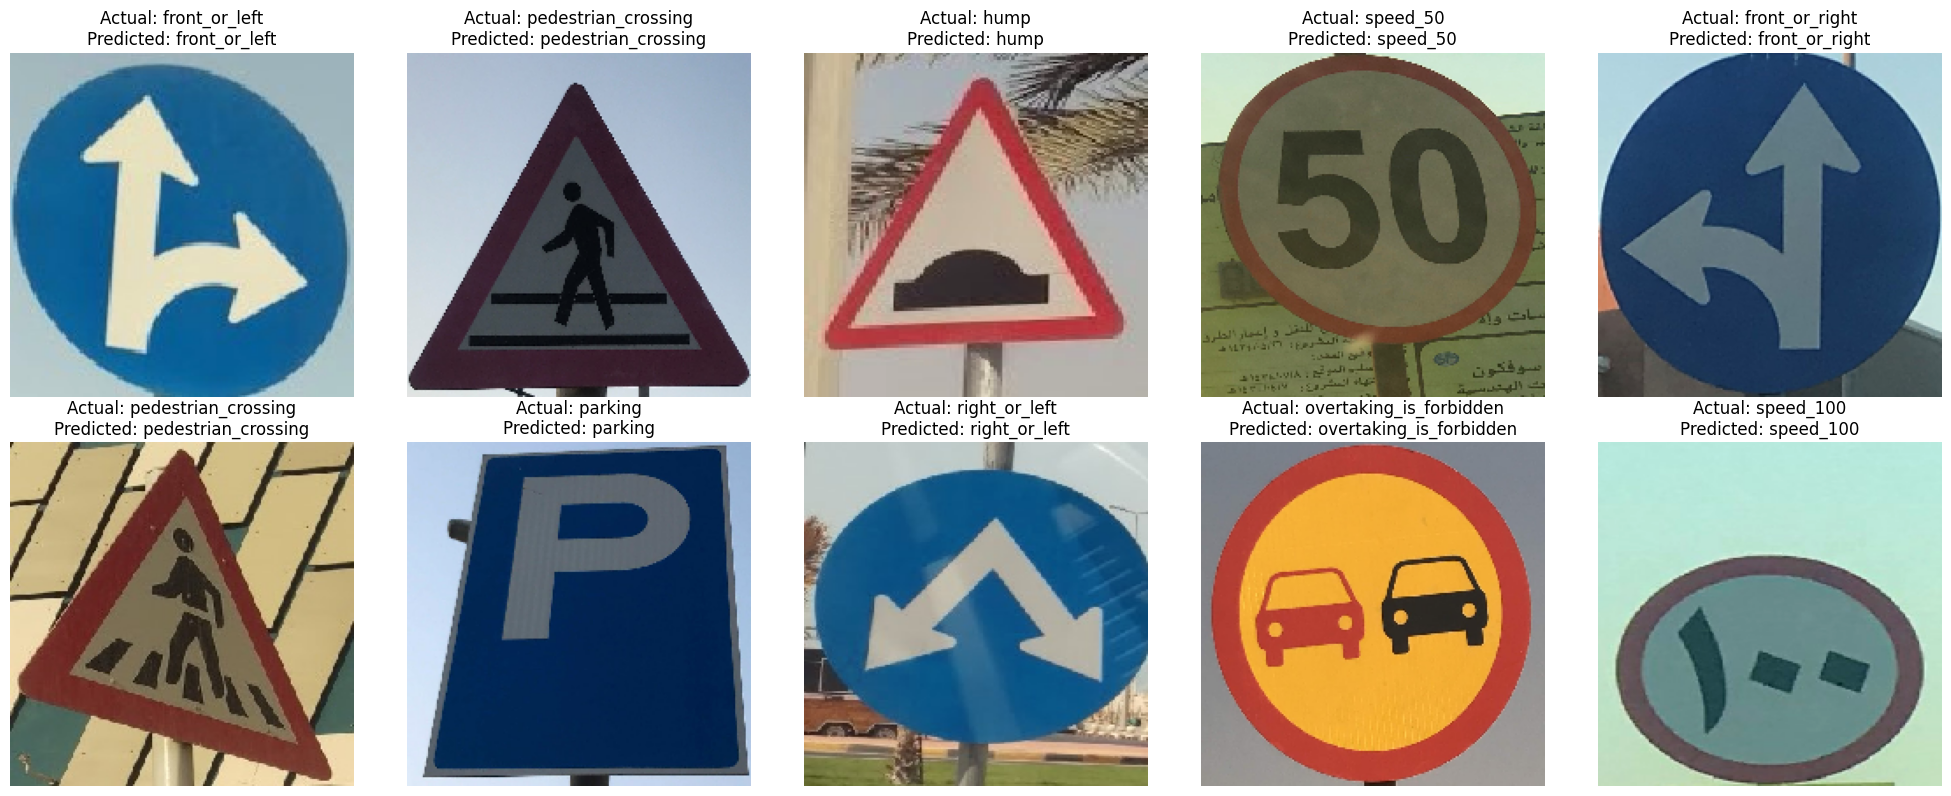 Actual: front_or_left
Predicted: front_or_left
Actual: pedestrian_crossing
Predicted: pedestrian_crossing
Actual: hump
Predicted: hump
Actual: speed_50
Predicted: speed_50
50
Actual: front_or_right
Predicted: front_or_right
Actual: pedestrian_crossing
Predicted: pedestrian_crossing
Actual: parking
Predicted: parking
P
Actual: right_or_left
Predicted: right_or_left
Actual: overtaking_is_forbidden
Predicted: overtaking_is_forbidden
Actual: speed_100
Predicted: speed_100
١٠٠